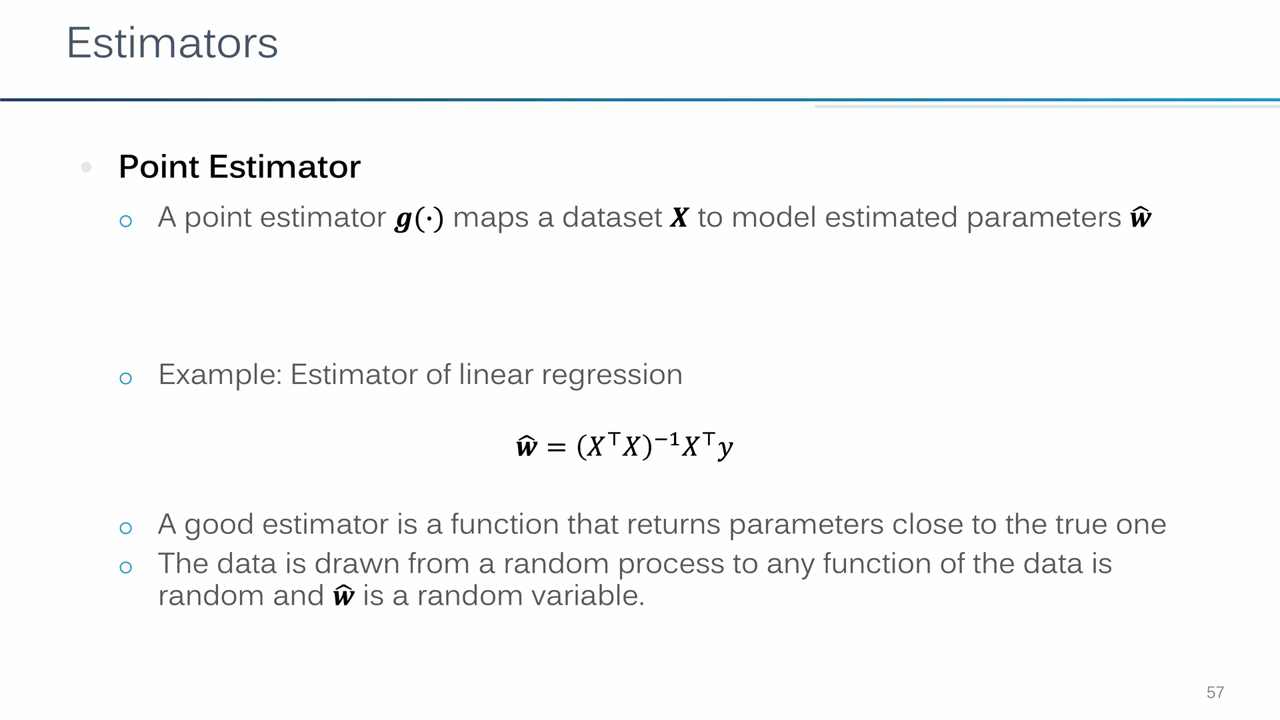 Estimators
Point Estimator
A point estimator g(·) maps a dataset X to model estimated parameters ŵ
Example: Estimator of linear regression
ŵ = (X⊤X)⁻¹X⊤y
A good estimator is a function that returns parameters close to the true one
The data is drawn from a random process to any function of the data is
random and ŵ is a random variable.
57